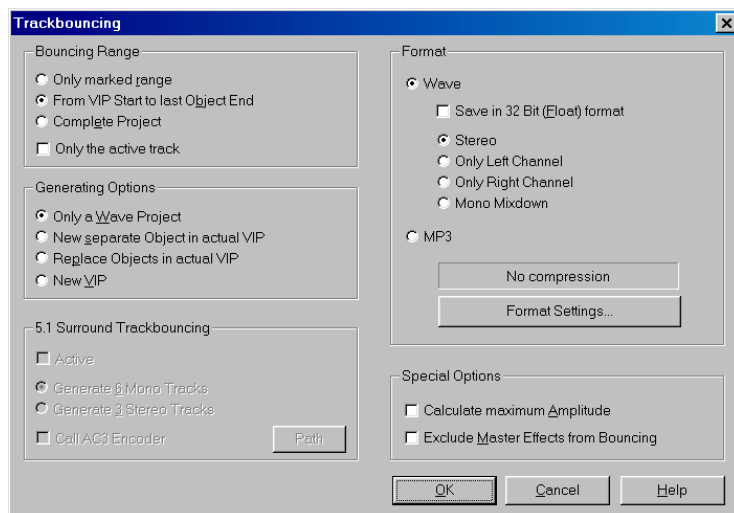 Trackbouncing
Bouncing Range
Only marked range
From VIP Start to last Object End
Complete Project
Only the active track
Generating Options
Only a Wave Project
New separate Object in actual VIP
Replace Objects in actual VIP
New VIP
5.1 Surround Trackbouncing
Active
Generate 6 Mono Tracks
Generate 3 Stereo Tracks
Call AC3 Encoder
Path
Format
Wave
Save in 32 Bit (Float) format
Stereo
Only Left Channel
Only Right Channel
Mono Mixdown
MP3
No compression
Format Settings...
Special Options
Calculate maximum Amplitude
Exclude Master Effects from Bouncing
OK
Cancel
Help